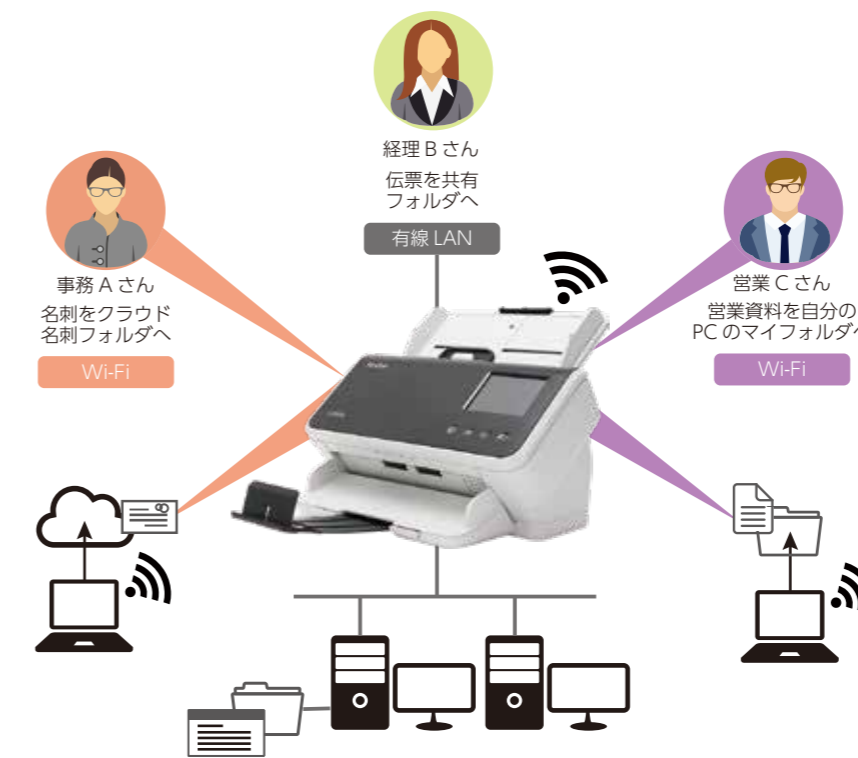 経理 B さん
伝票を共有
フォルダへ
有線 LAN
事務 A さん
名刺をクラウド
名刺フォルダへ
Wi-Fi
営業 C さん
営業資料を自分の
PC のマイフォルダへ
Wi-Fi